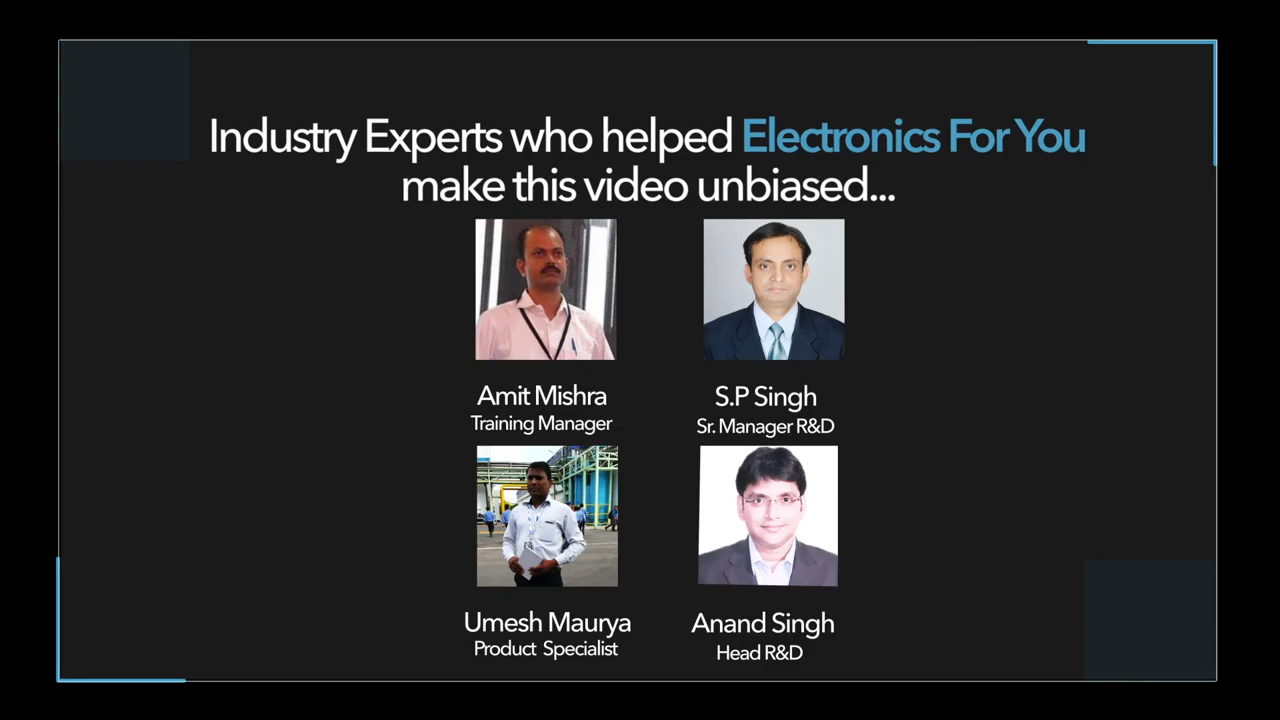 Industry Experts who helped Electronics For You
make this video unbiased...
Amit Mishra
Training Manager
S.P Singh
Sr. Manager R&D
Umesh Maurya
Product Specialist
Anand Singh
Head R&D